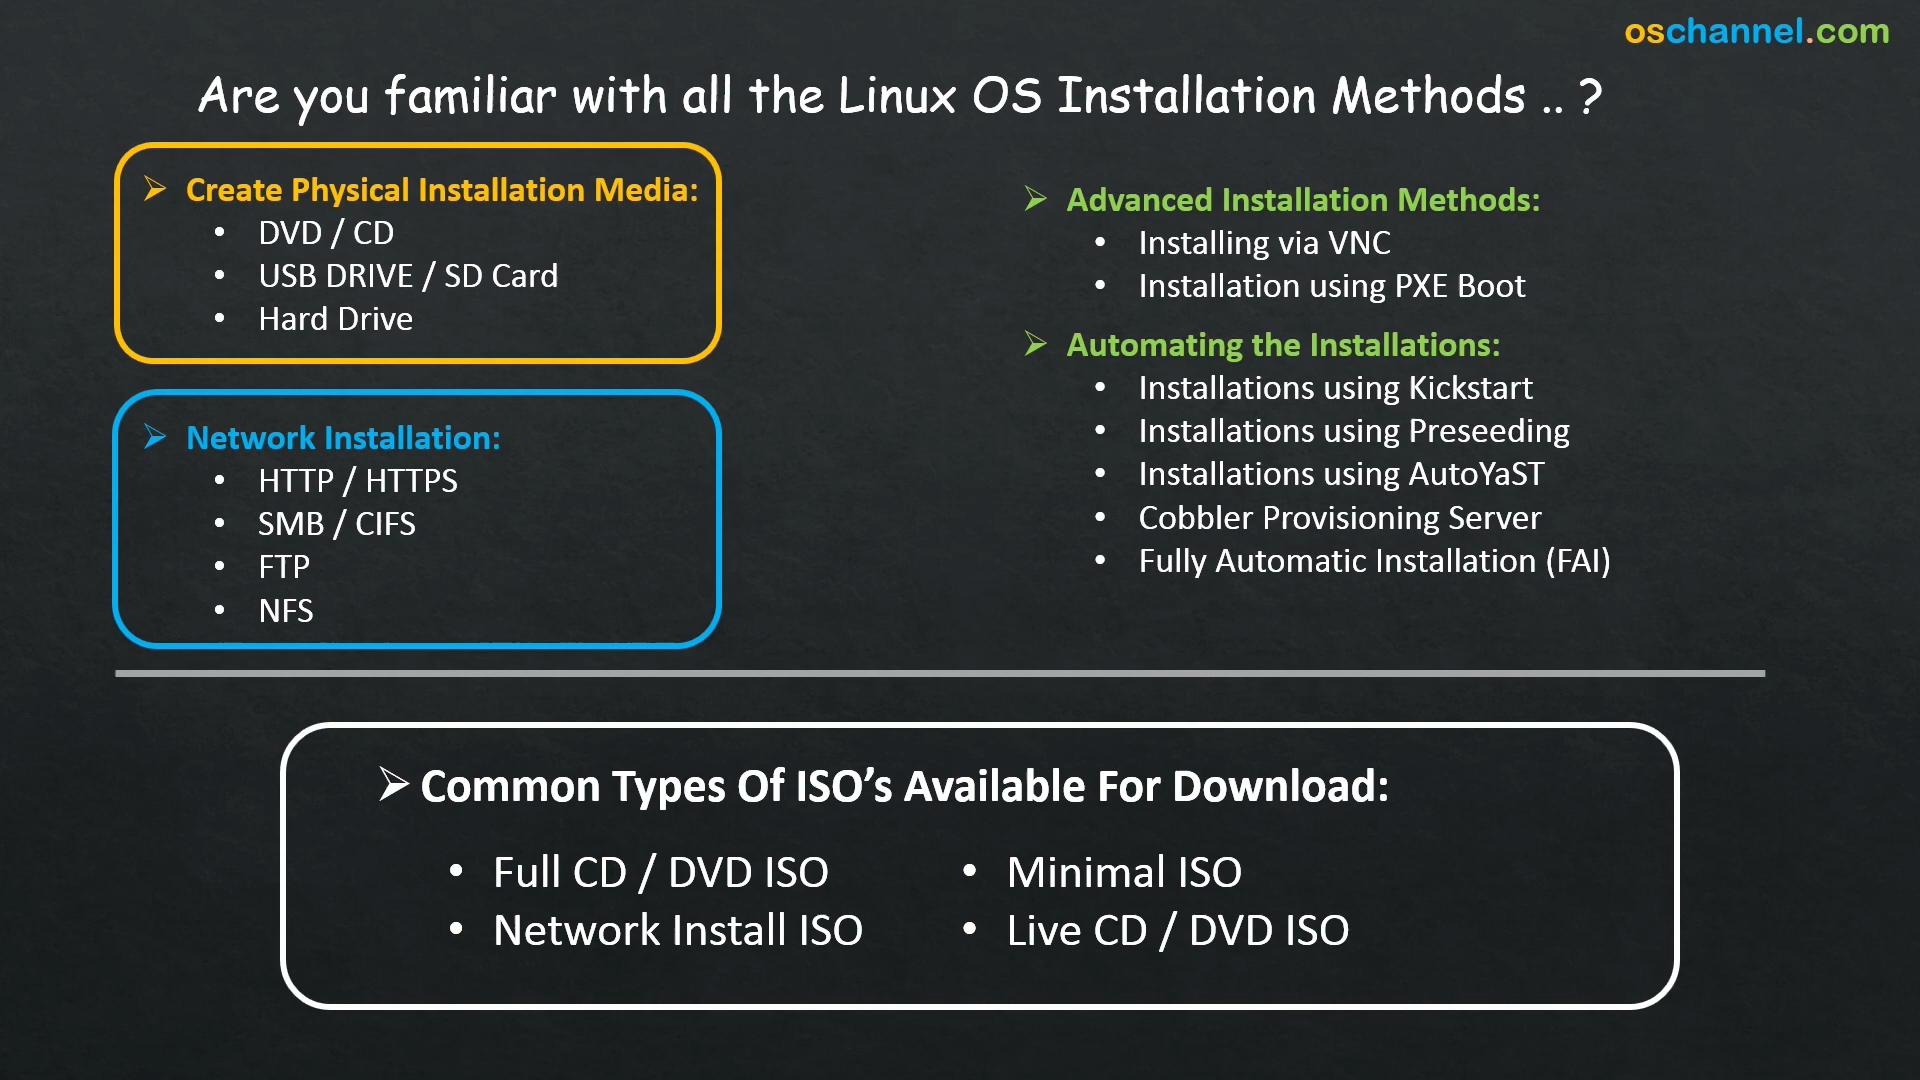 oschannel.com
Are you familiar with all the Linux OS Installation Methods .. ?
➢ Create Physical Installation Media:
• DVD / CD
• USB DRIVE / SD Card
• Hard Drive
➢ Network Installation:
• HTTP / HTTPS
• SMB / CIFS
• FTP
• NFS
➢ Advanced Installation Methods:
• Installing via VNC
• Installation using PXE Boot
➢ Automating the Installations:
• Installations using Kickstart
• Installations using Preseeding
• Installations using AutoYaST
• Cobbler Provisioning Server
• Fully Automatic Installation (FAI)
➢ Common Types Of ISO’s Available For Download:
• Full CD / DVD ISO
• Network Install ISO
• Minimal ISO
• Live CD / DVD ISO